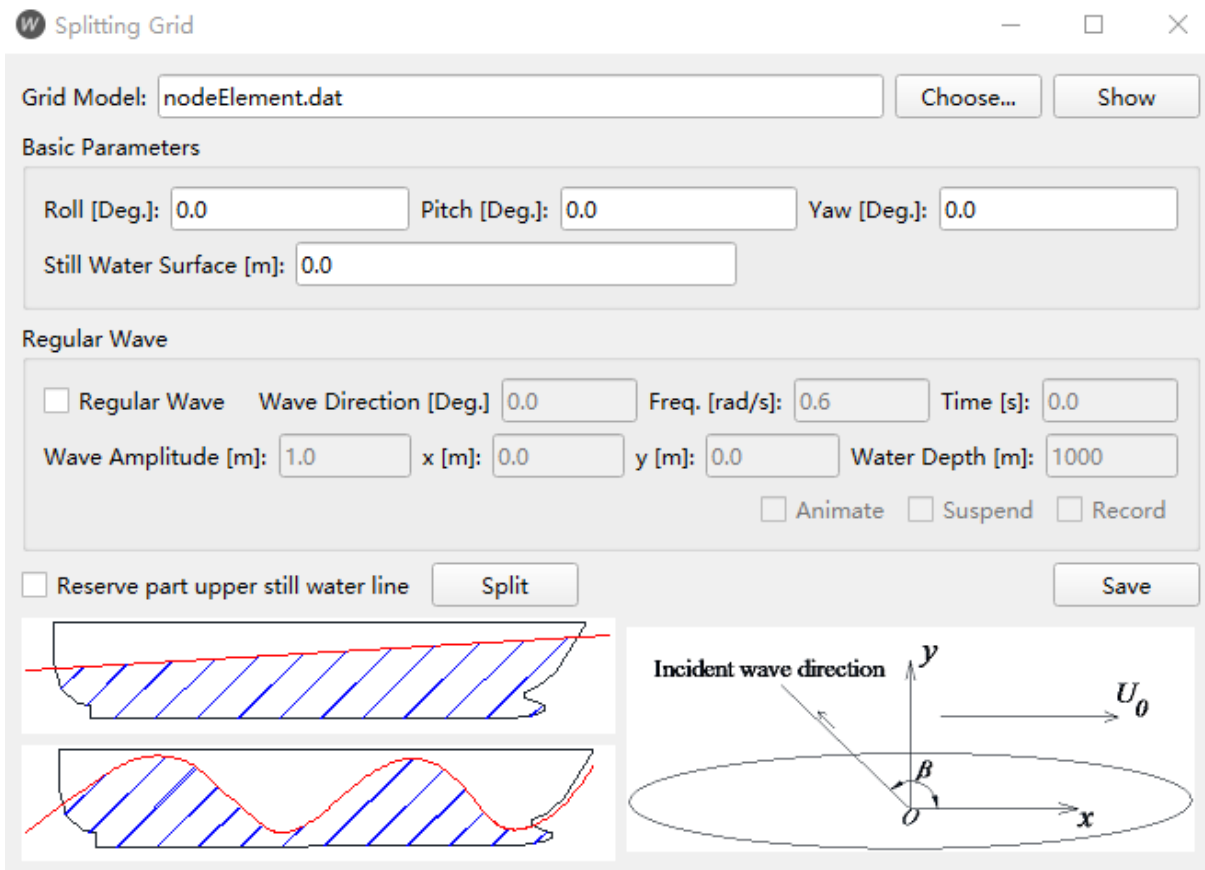 W Splitting Grid
Grid Model: nodeElement.dat Choose... Show
Basic Parameters
Roll [Deg.]: 0.0 Pitch [Deg.]: 0.0 Yaw [Deg.]: 0.0
Still Water Surface [m]: 0.0
Regular Wave
Regular Wave Wave Direction [Deg.] 0.0 Freq. [rad/s]: 0.6 Time [s]: 0.0
Wave Amplitude [m]: 1.0 x [m]: 0.0 y [m]: 0.0 Water Depth [m]: 1000
Animate Suspend Record
Reserve part upper still water line Split Save
Incident wave direction y
U₀
β
O x